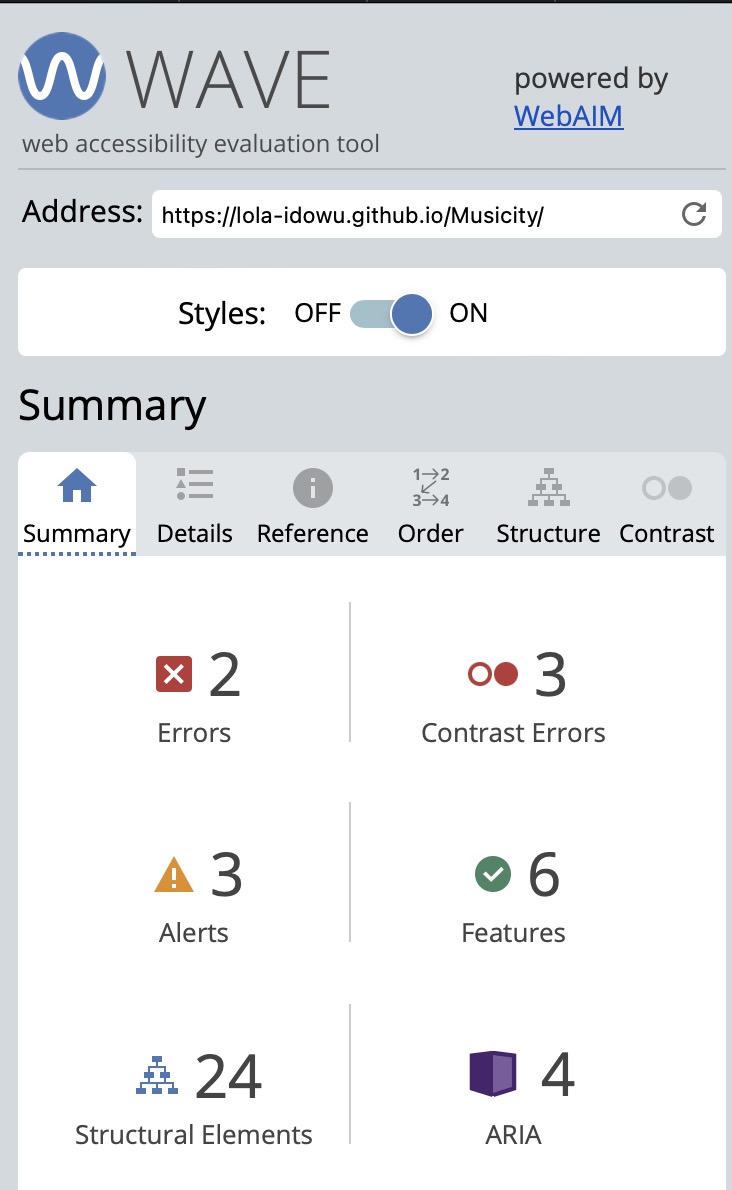 WAVE
powered by
WebAIM
web accessibility evaluation tool
Address: https://lola-idowu.github.io/Musicity/
Styles: OFF ON
Summary
1→2
3→4
Summary Details Reference Order Structure Contrast
2 3
Errors Contrast Errors
3 6
Alerts Features
24 4
Structural Elements ARIA